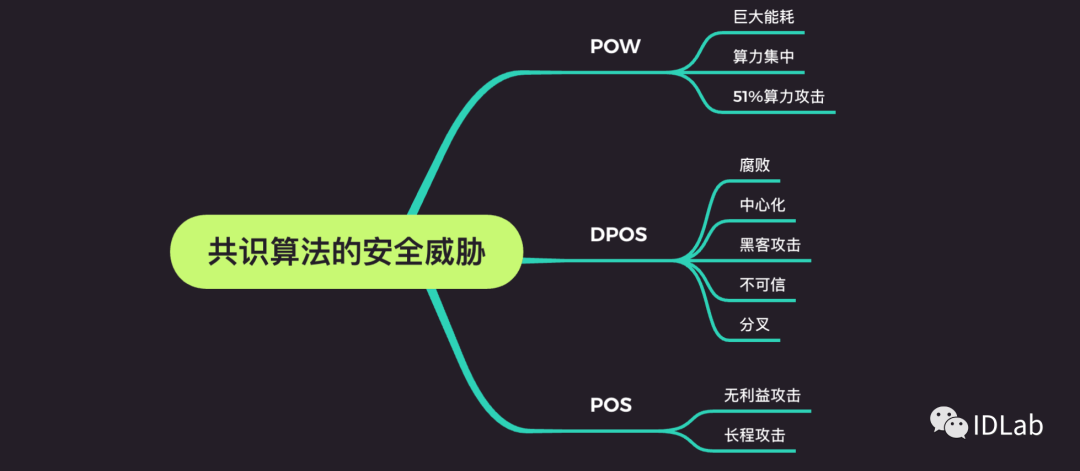 共识算法的安全威胁
POW
巨大能耗
算力集中
51%算力攻击
DPOS
腐败
中心化
黑客攻击
不可信
分叉
POS
无利益攻击
长程攻击
IDLab